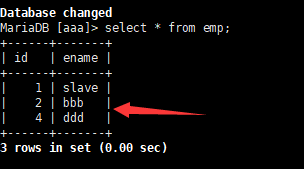 Database changed
MariaDB [aaa]> select * from emp;
+------+-------+
| id   | ename |
+------+-------+
|    1 | slave |
|    2 | bbb   |
|    4 | ddd   |
+------+-------+
3 rows in set (0.00 sec)